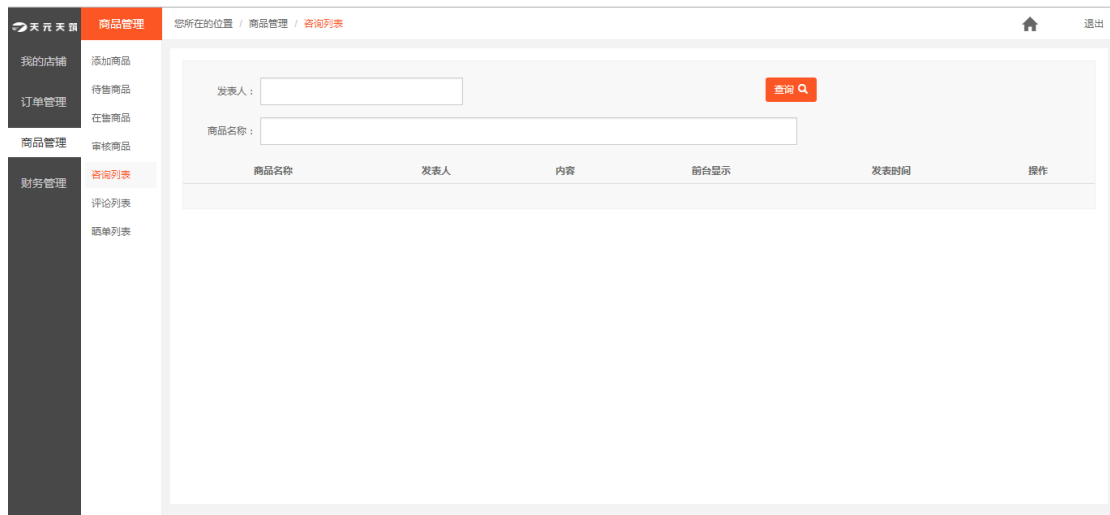 天元天筑
商品管理
您所在的位置 / 商品管理 / 咨询列表
退出
我的店铺
订单管理
商品管理
财务管理
添加商品
待售商品
在售商品
审核商品
咨询列表
评论列表
晒单列表
发表人：
查询
商品名称：
商品名称 发表人 内容 前台显示 发表时间 操作